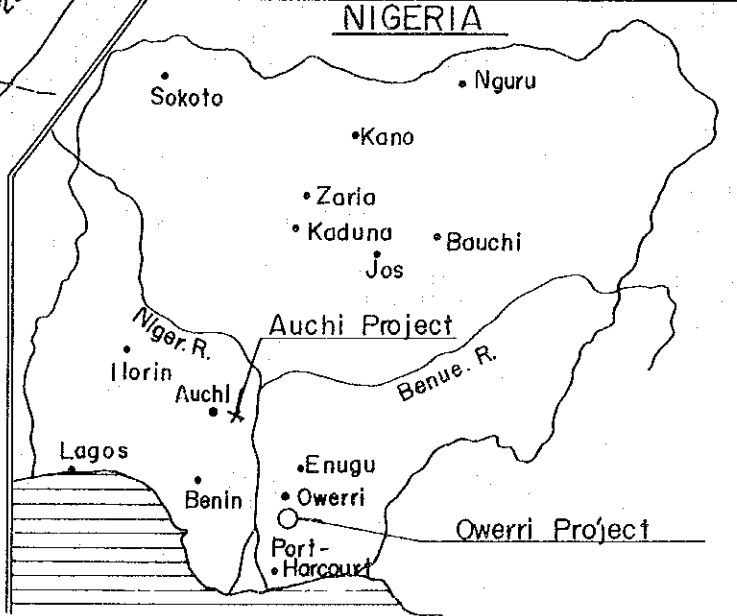 NIGERIA
Sokoto
Nguru
Kano
Zaria
Kaduna
Bauchi
Jos
Auchi Project
Niger. R.
Benue. R.
Ilorin
Auchi
Lagos
Enugu
Benin
Owerri
Owerri Project
Port-
Harcourt